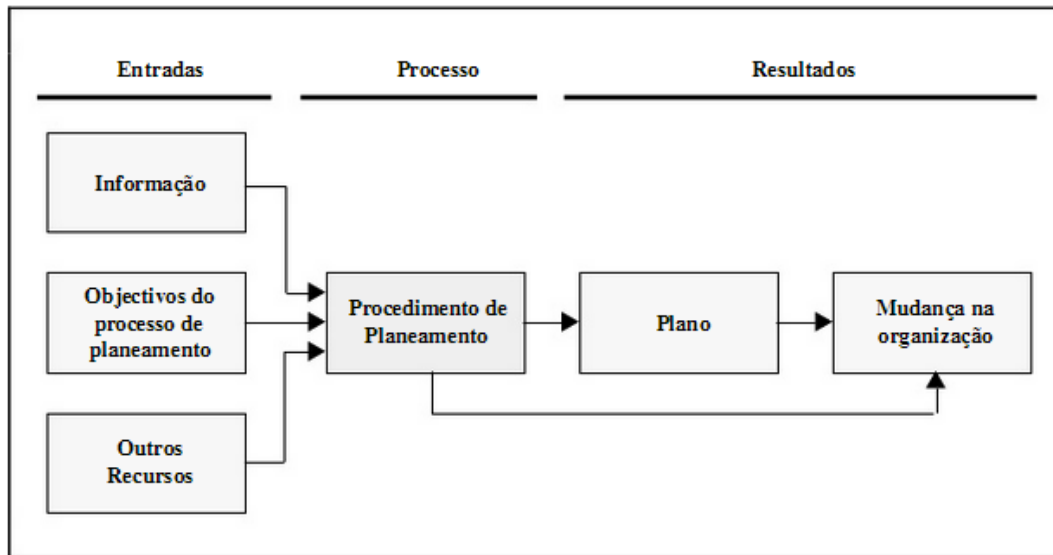 Entradas
Processo
Resultados
Informação
Objectivos do
processo de
planeamento
Outros
Recursos
Procedimento de
Planeamento
Plano
Mudança na
organização